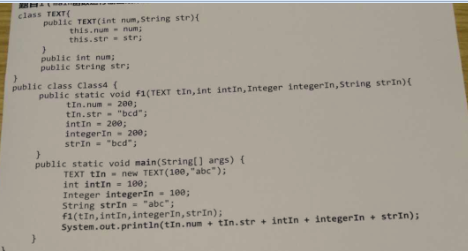 class TEXT{
public TEXT(int num,String str){
this.num = num;
this.str = str;
}
public int num;
public String str;
}
public class Class4 {
public static void f1(TEXT tIn,int intIn,Integer integerIn,String strIn){
tIn.num = 200;
tIn.str = "bcd";
intIn = 200;
integerIn = 200;
strIn = "bcd";
}
public static void main(String[] args) {
TEXT tIn = new TEXT(100,"abc");
int intIn = 100;
Integer integerIn = 100;
String strIn = "abc";
f1(tIn,intIn,integerIn,strIn);
System.out.println(tIn.num + tIn.str + intIn + integerIn + strIn);
}
}